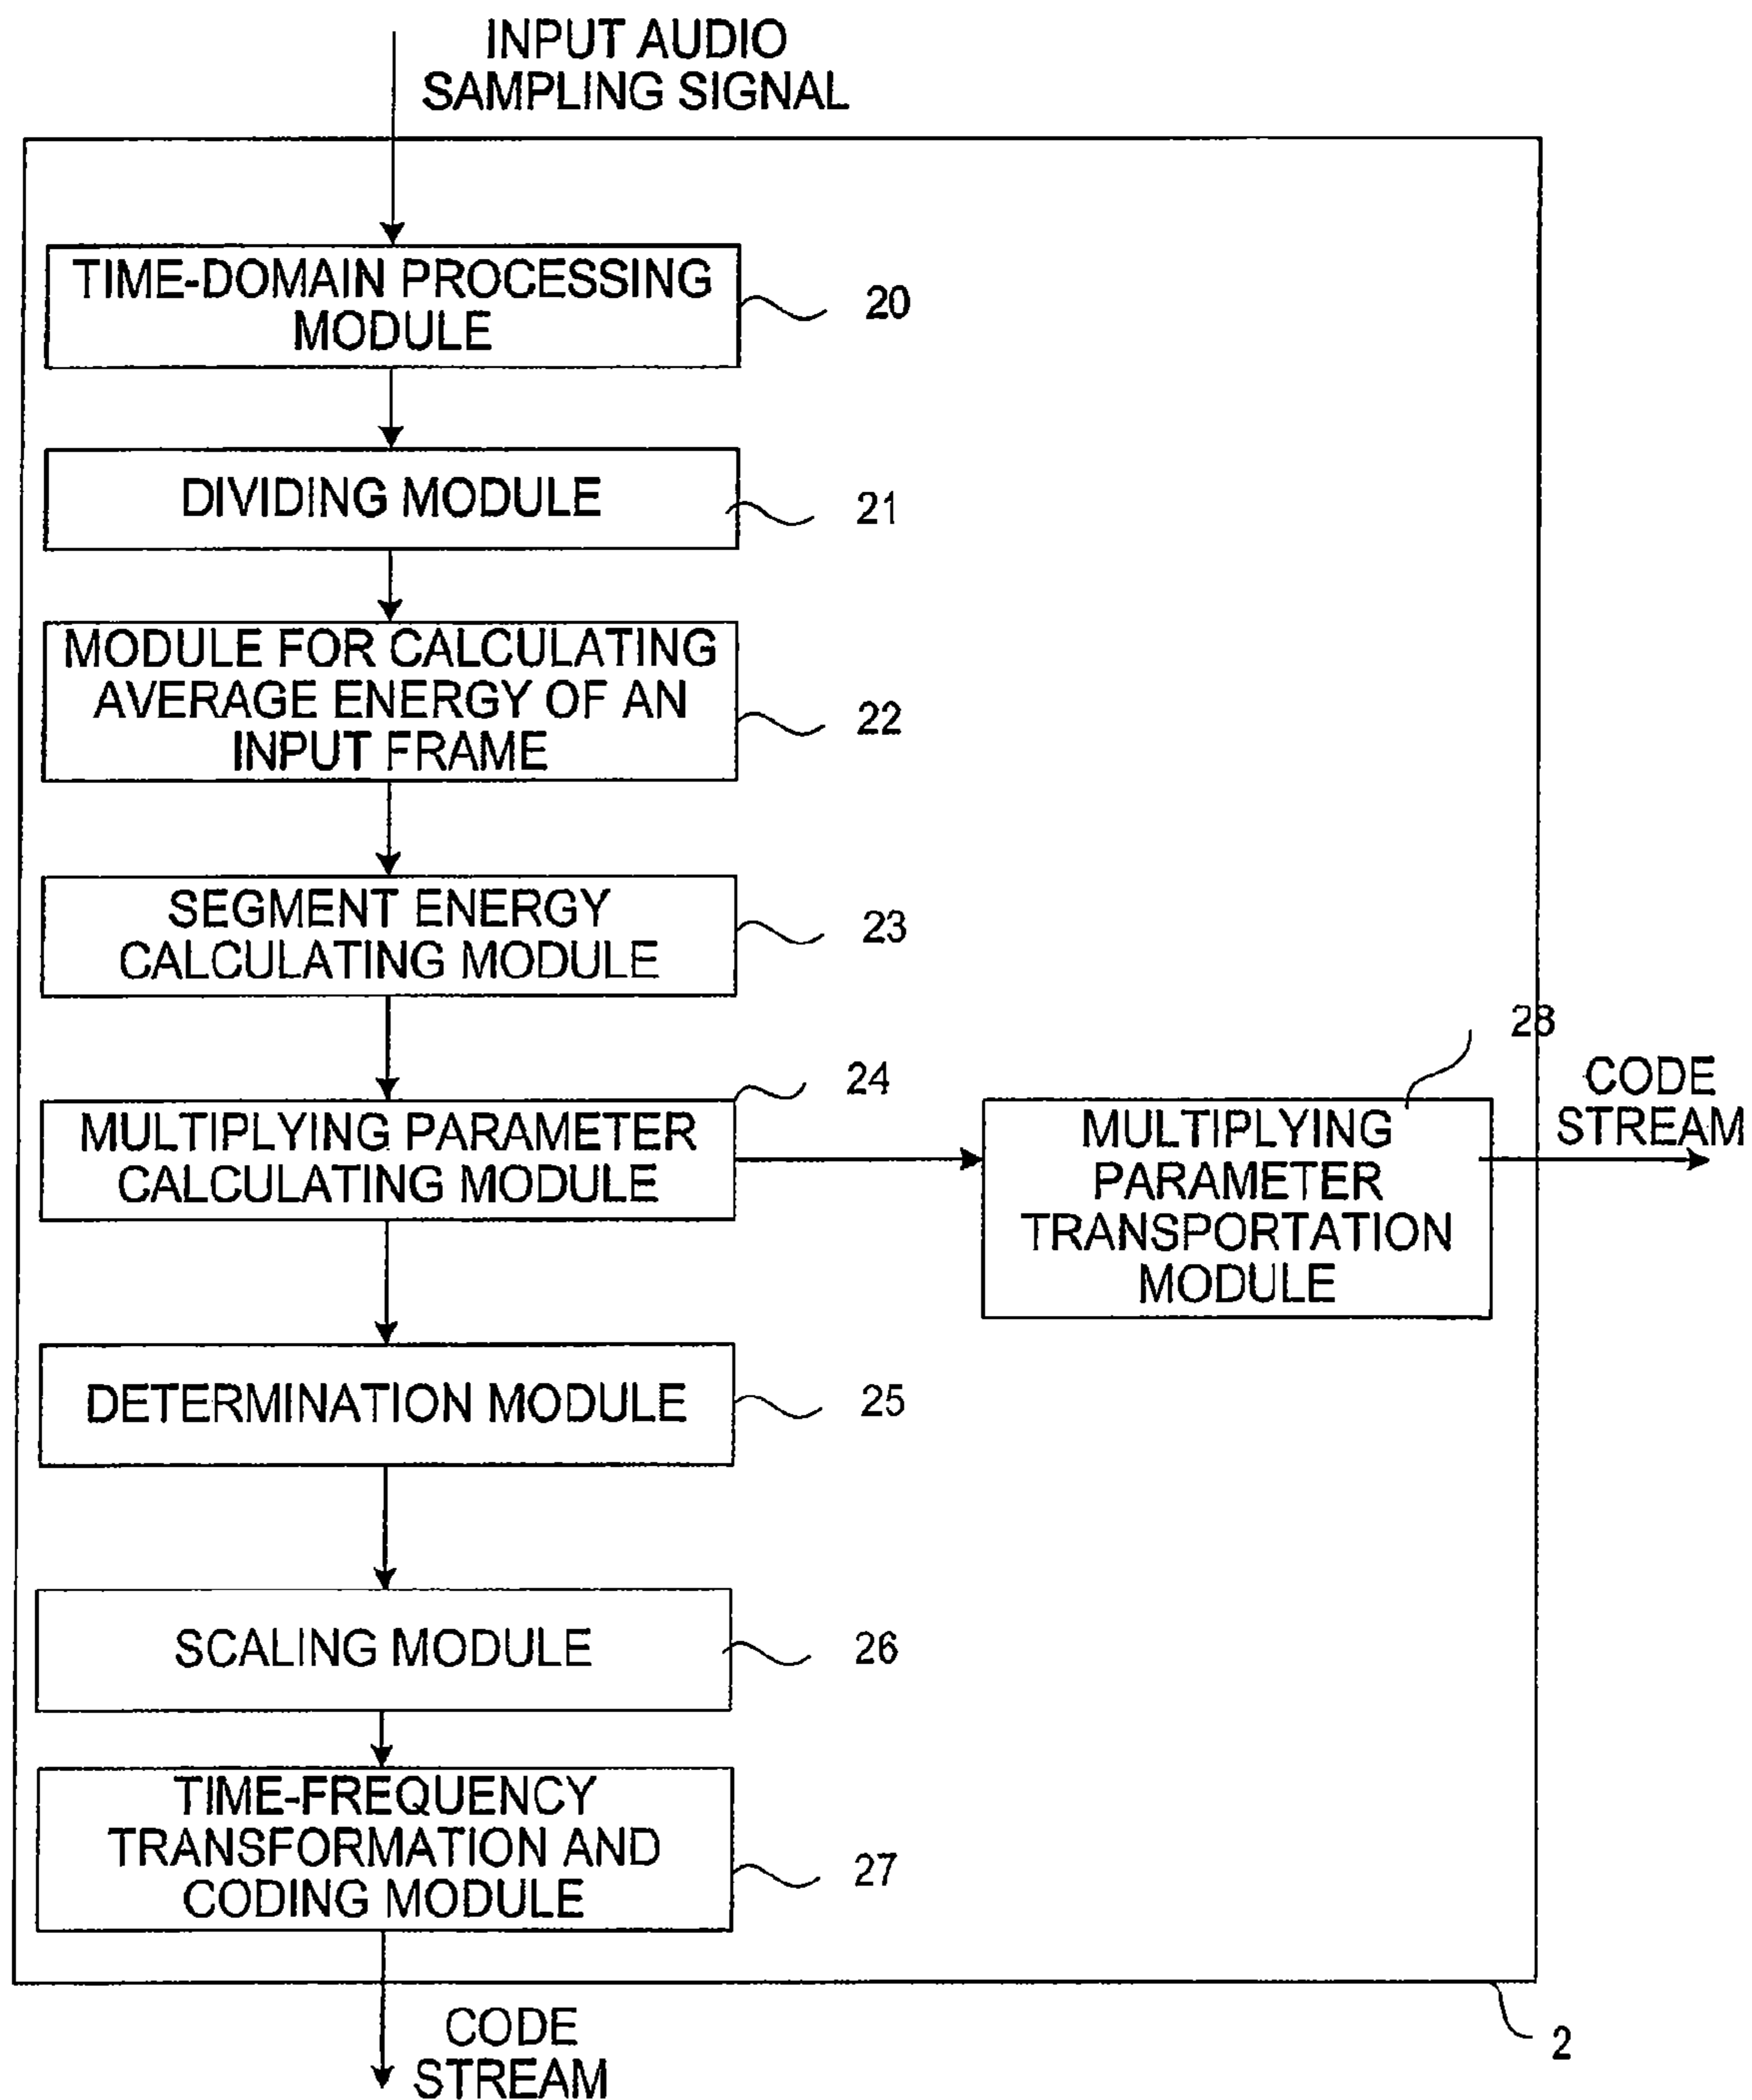 INPUT AUDIO
SAMPLING SIGNAL
TIME-DOMAIN PROCESSING
MODULE
20
DIVIDING MODULE
21
MODULE FOR CALCULATING
AVERAGE ENERGY OF AN
INPUT FRAME
22
SEGMENT ENERGY
CALCULATING MODULE
23
MULTIPLYING PARAMETER
CALCULATING MODULE
24
MULTIPLYING
PARAMETER
TRANSPORTATION
MODULE
28
CODE
STREAM
DETERMINATION MODULE
25
SCALING MODULE
26
TIME-FREQUENCY
TRANSFORMATION AND
CODING MODULE
27
CODE
STREAM
2